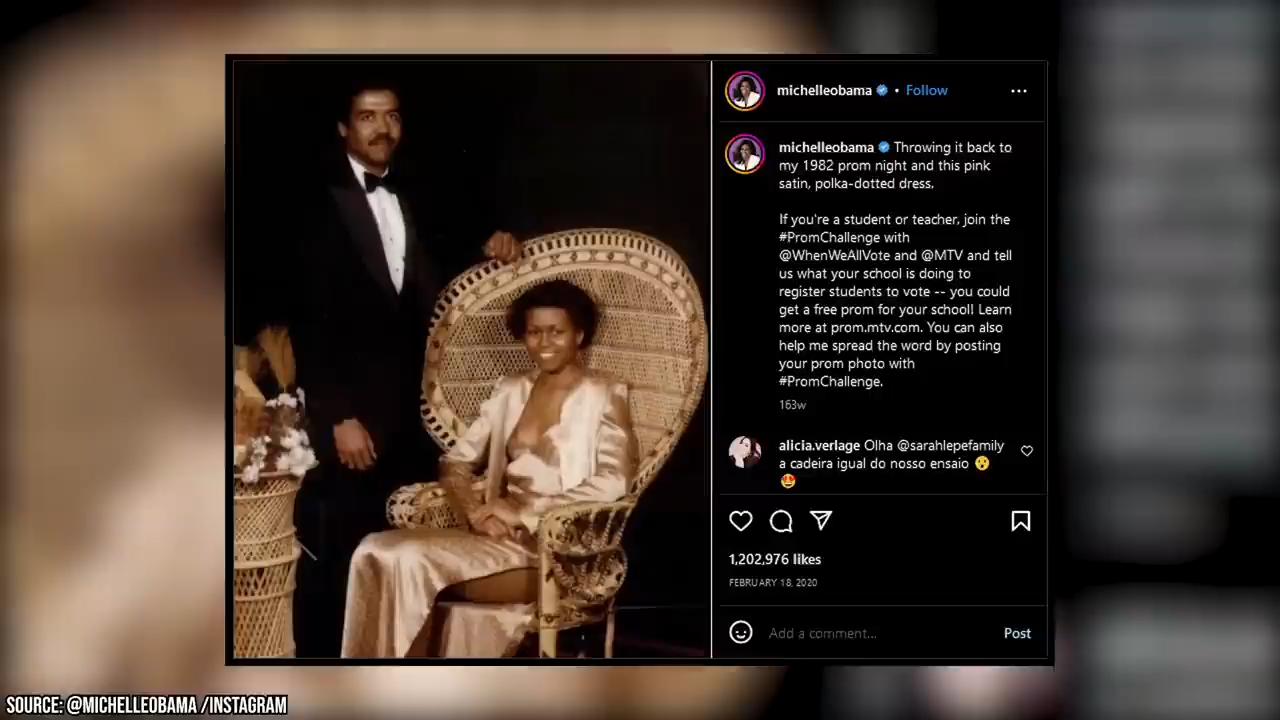 michelleobama • Follow
michelleobama Throwing it back to
my 1982 prom night and this pink
satin, polka-dotted dress.
If you're a student or teacher, join the
#PromChallenge with
@WhenWeAllVote and @MTV and tell
us what your school is doing to
register students to vote -- you could
get a free prom for your school! Learn
more at prom.mtv.com. You can also
help me spread the word by posting
your prom photo with
#PromChallenge.
163w
alicia.verlage Olha @sarahlepefamily
a cadeira igual do nosso ensaio 😮
😍
1,202,976 likes
FEBRUARY 18, 2020
Add a comment...
Post
SOURCE: @MICHELLEOBAMA /INSTAGRAM